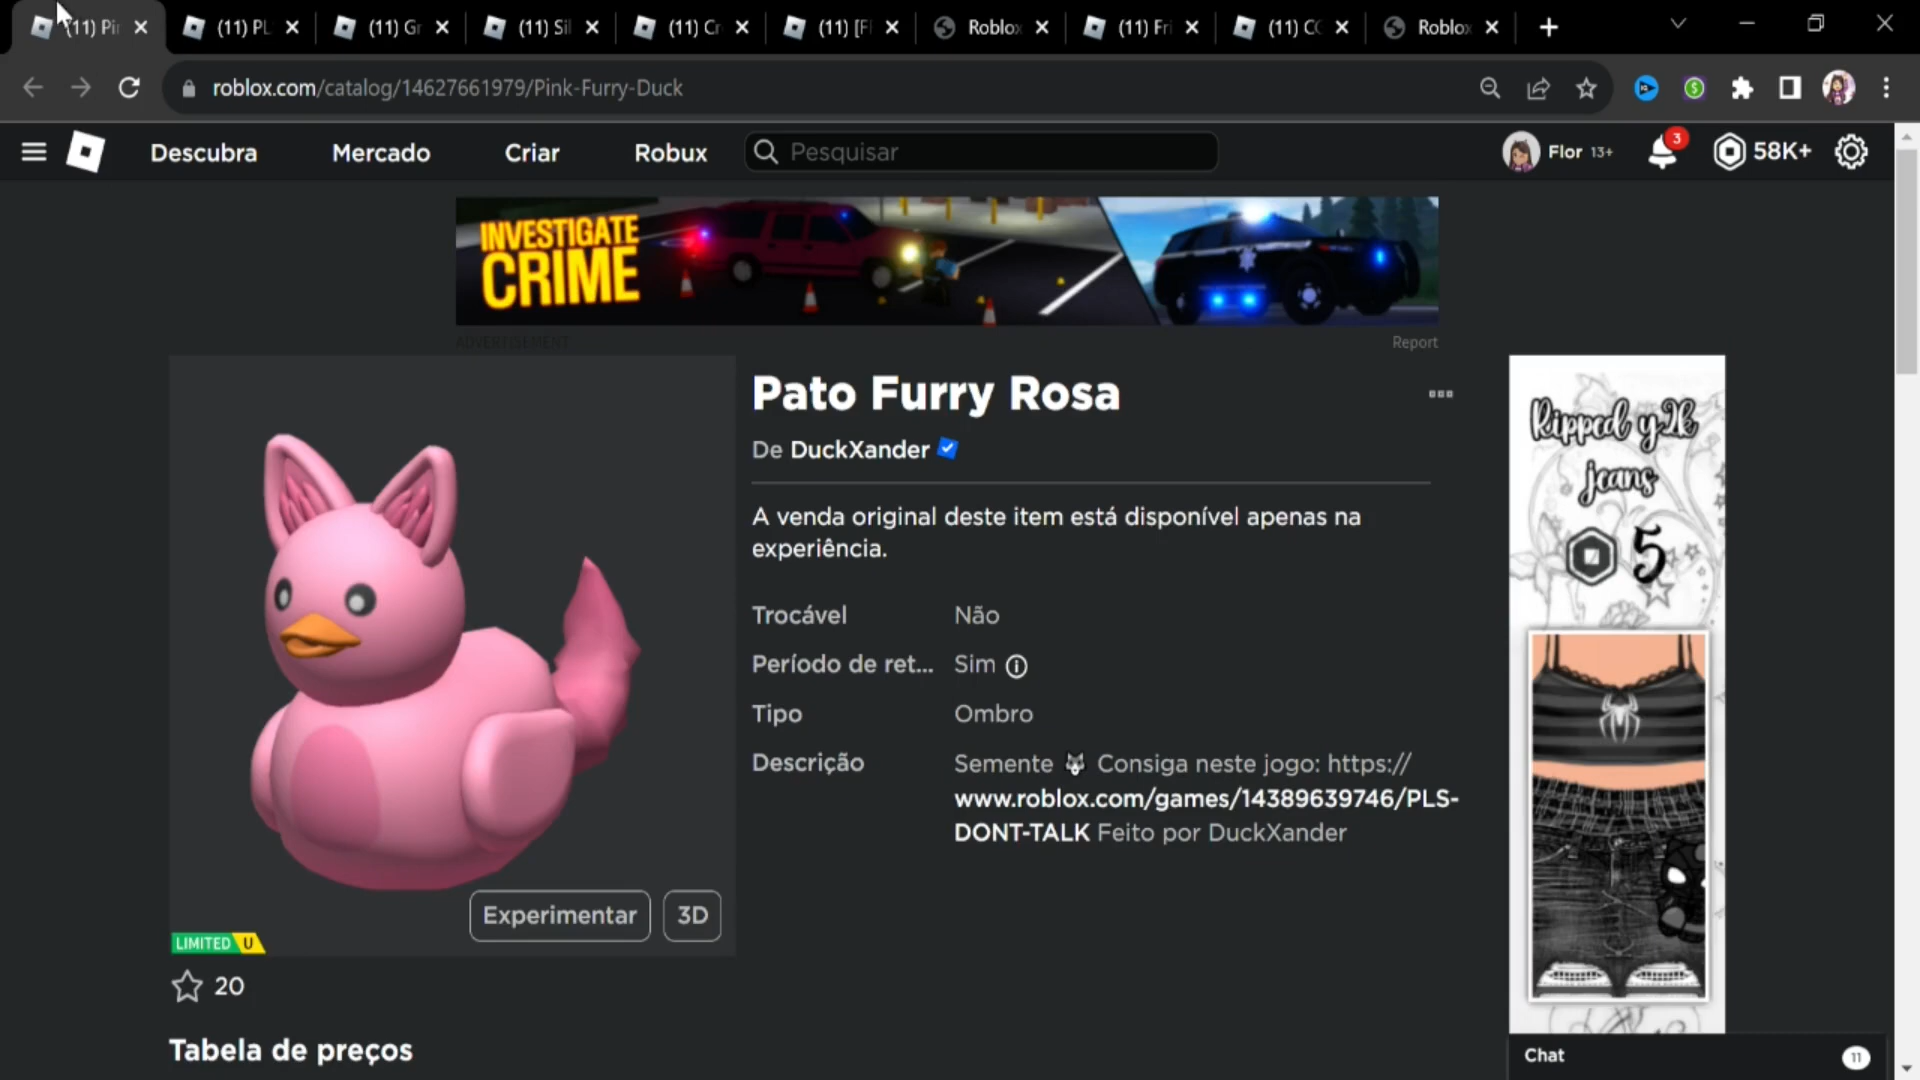 (11) Pi
(11) PL
(11) Gr
(11) Sil
(11) Cr
(11) [F
Roblox
(11) Fri
(11) CC
Roblox
roblox.com/catalog/14627661979/Pink-Furry-Duck
Descubra
Mercado
Criar
Robux
Pesquisar
Flor 13+
3
58K+
INVESTIGATE
CRIME
ADVERTISEMENT
Report
Pato Furry Rosa
De DuckXander
A venda original deste item está disponível apenas na
experiência.
Trocável Não
Período de ret... Sim
Tipo Ombro
Descrição Semente 🐺 Consiga neste jogo: https://
www.roblox.com/games/14389639746/PLS-
DONT-TALK Feito por DuckXander
Experimentar
3D
LIMITED U
20
Tabela de preços
Ripped y2k
jeans
5
Chat
11